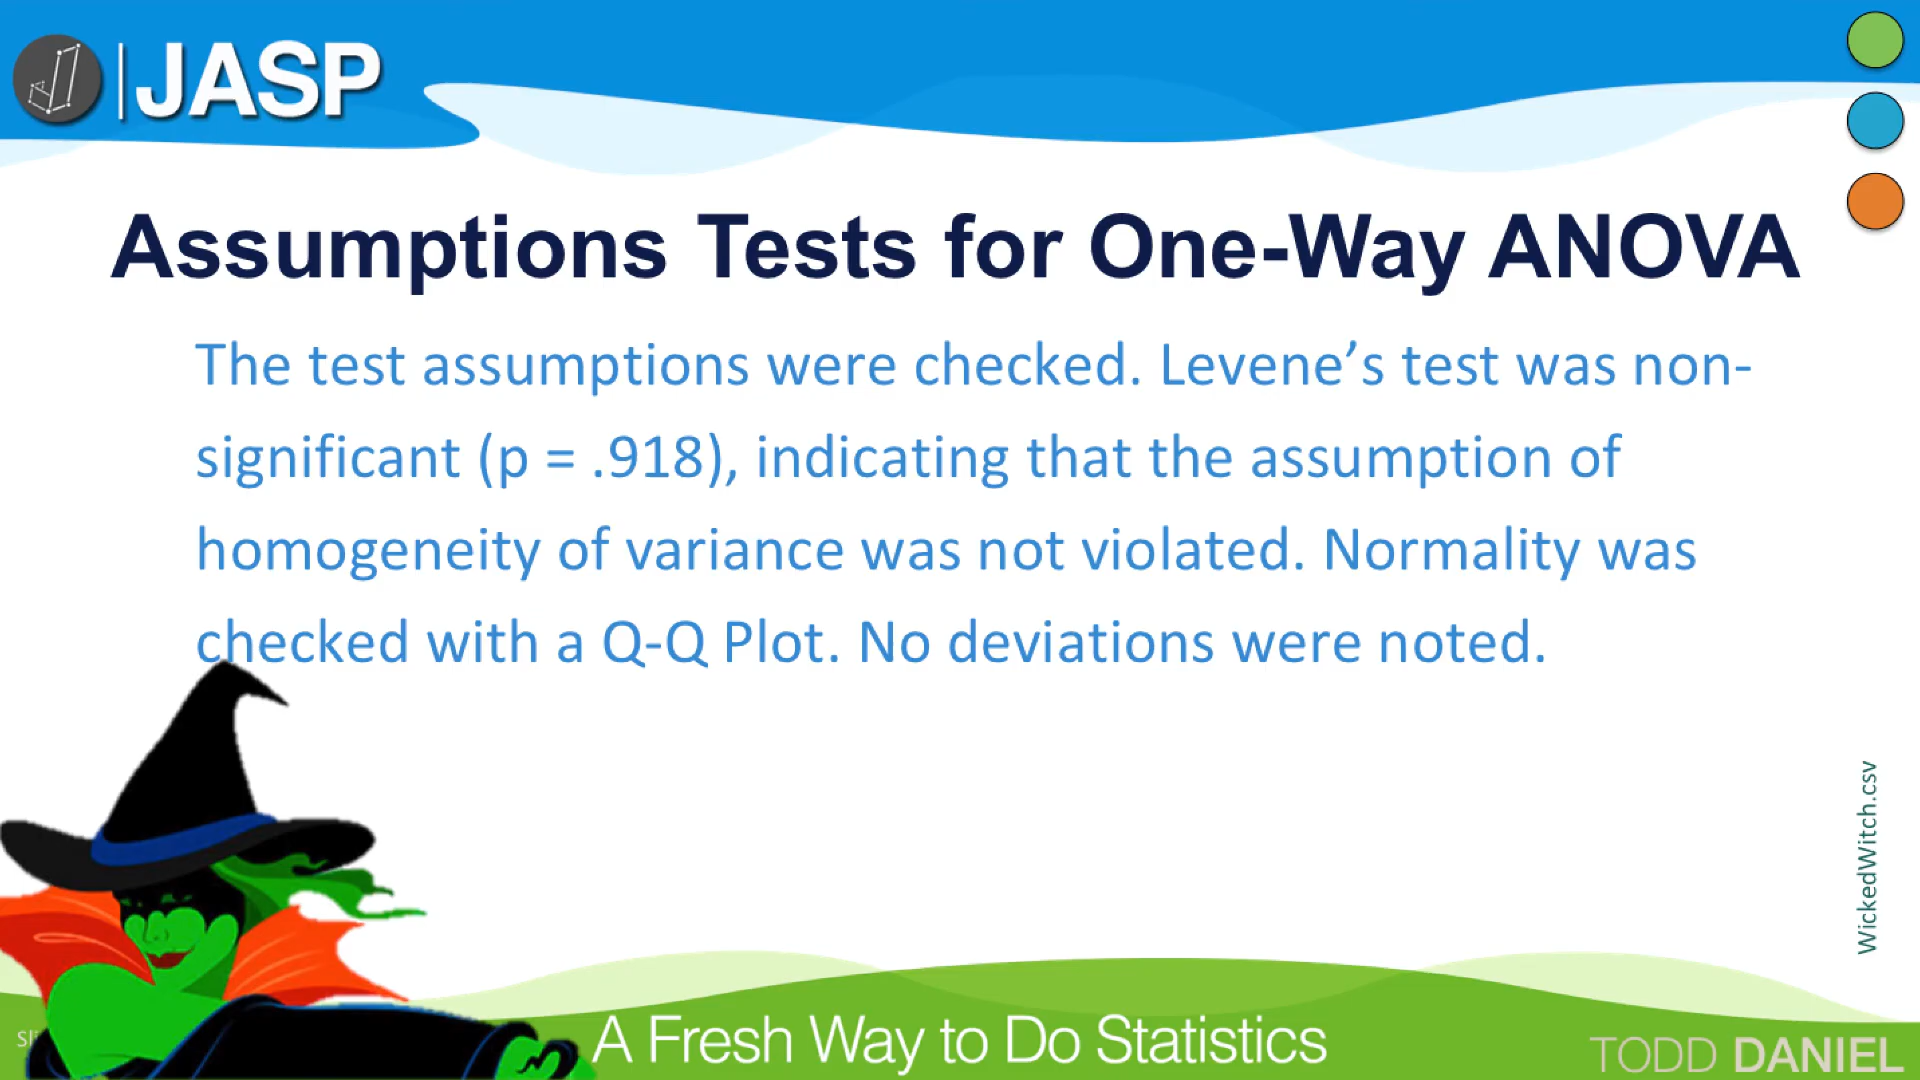 JASP
Assumptions Tests for One-Way ANOVA
The test assumptions were checked. Levene’s test was non-
significant (p = .918), indicating that the assumption of
homogeneity of variance was not violated. Normality was
checked with a Q-Q Plot. No deviations were noted.
WickedWitch.csv
A Fresh Way to Do Statistics
TODD DANIEL